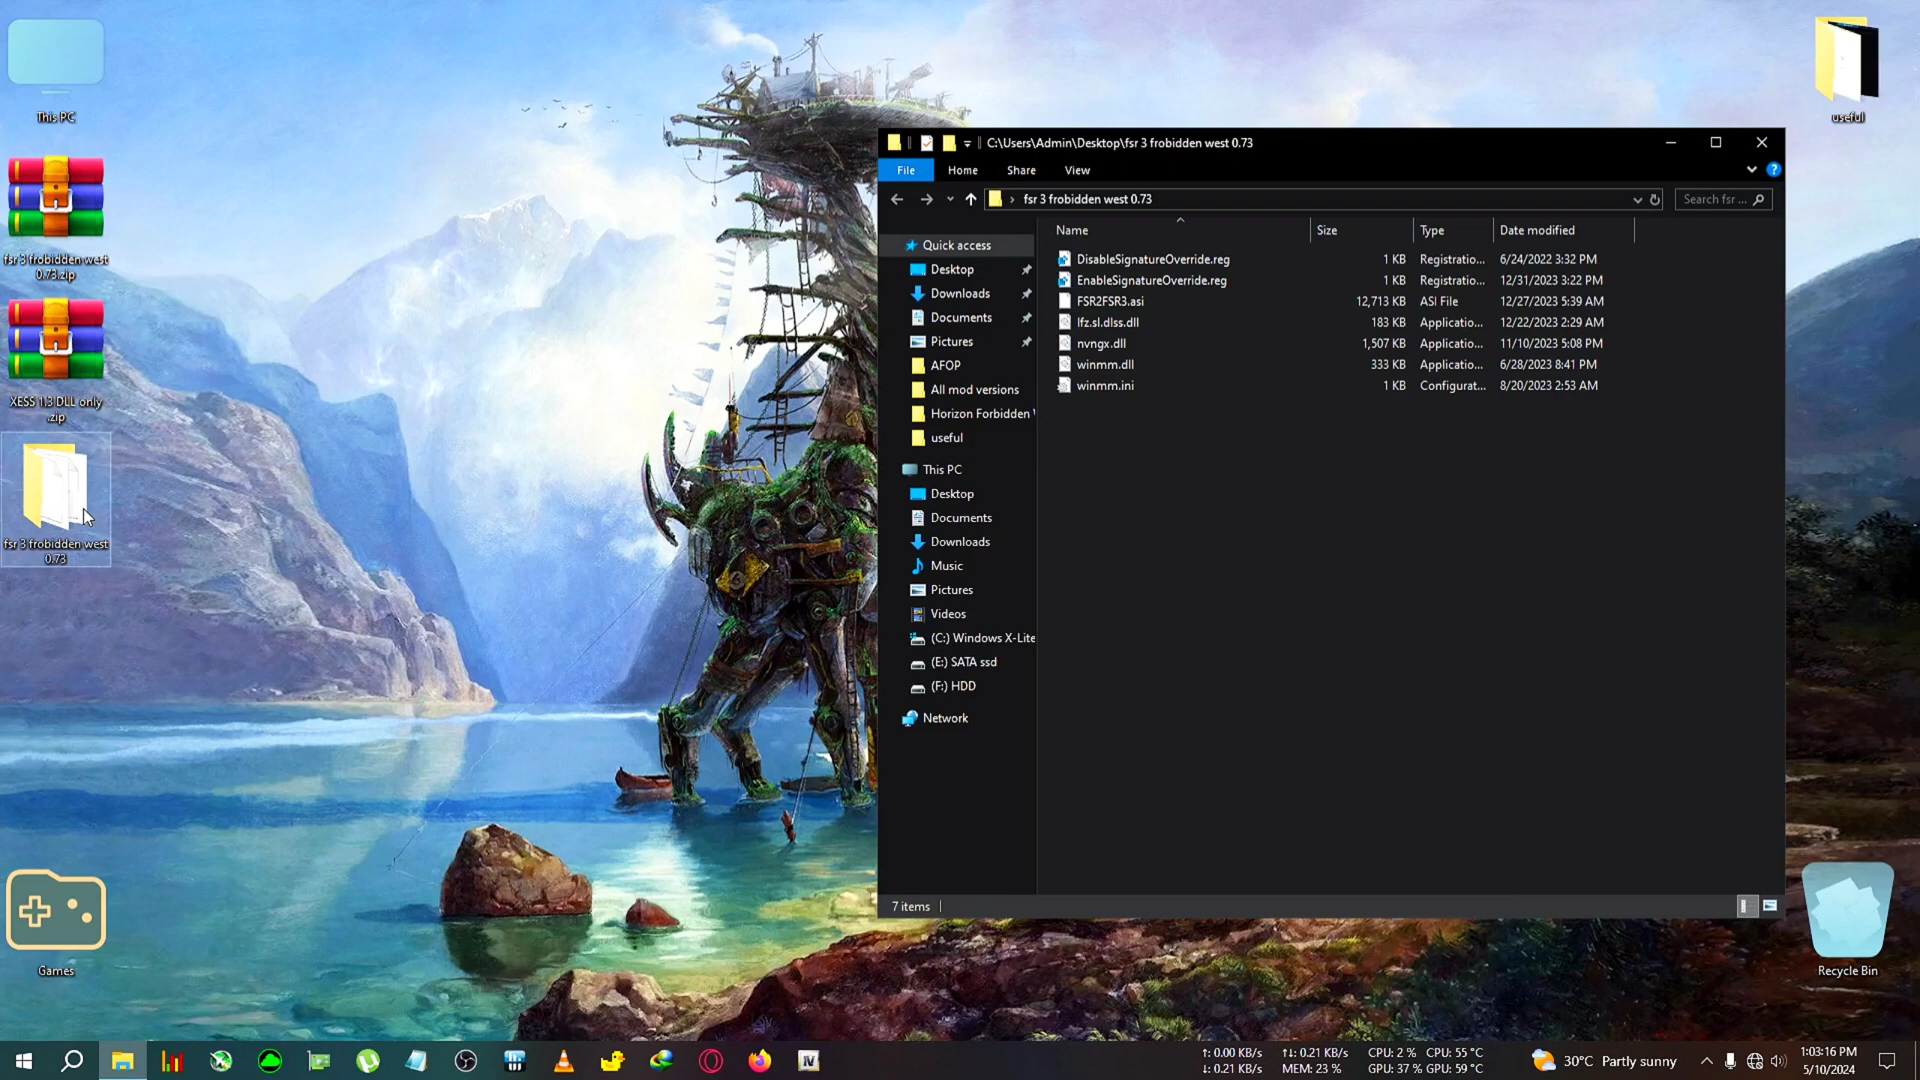 This PC
fsr 3 frobidden west
0.73.zip
XESS 1.3 DLL only
.zip
fsr 3 frobidden west
0.73
Games
useful
Recycle Bin
C:\Users\Admin\Desktop\fsr 3 frobidden west 0.73
File
Home
Share
View
fsr 3 frobidden west 0.73
Search fsr ...
Quick access
Desktop
Downloads
Documents
Pictures
AFOP
All mod versions
Horizon Forbidden
useful
This PC
Desktop
Documents
Downloads
Music
Pictures
Videos
(C:) Windows X-Lite
(E:) SATA ssd
(F:) HDD
Network
Name Size Type Date modified
DisableSignatureOverride.reg 1 KB Registratio... 6/24/2022 3:32 PM
EnableSignatureOverride.reg 1 KB Registratio... 12/31/2023 3:22 PM
FSR2FSR3.asi 12,713 KB ASI File 12/27/2023 5:39 AM
lfz.sl.dlss.dll 183 KB Applicatio... 12/22/2023 2:29 AM
nvngx.dll 1,507 KB Applicatio... 11/10/2023 5:08 PM
winmm.dll 333 KB Applicatio... 6/28/2023 8:41 PM
winmm.ini 1 KB Configurat... 8/20/2023 2:53 AM
7 items
↑: 0.00 KB/s ↑↓: 0.21 KB/s CPU: 2 % CPU: 55 °C
↓: 0.21 KB/s MEM: 23 % GPU: 37 % GPU: 59 °C
30°C Partly sunny
1:03:16 PM
5/10/2024